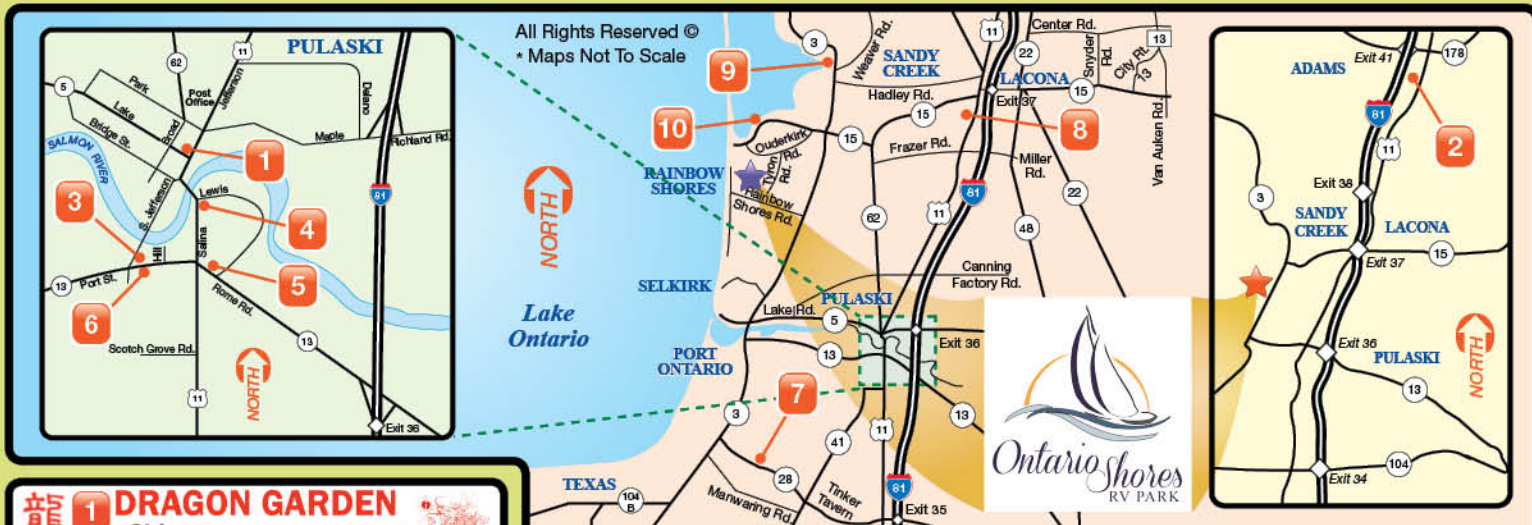 All Rights Reserved ©
* Maps Not To Scale
PULASKI
11
62
5
Park
Post
Office
Jefferson
Lake
Broad
Bridge St.
Delano
Maple
Richland Rd.
SALMON RIVER
1
S. Jefferson
Lewis
81
3
4
Salina
Hill
5
13
Port St.
6
Rome Rd.
13
Scotch Grove Rd.
NORTH
11
Exit 36
3
Weaver Rd.
9
SANDY
CREEK
11
22
Center Rd.
Snyder
Rd.
City Rt.
13
13
LACONA
Hadley Rd.
Exit 37
15
15
10
8
Ouderkirk
Rd.
Tyron
15
Frazer Rd.
Miller
Rd.
Van Auken Rd.
RAINBOW
SHORES
Rainbow
Shores Rd.
81
22
62
11
48
NORTH
Lake
Ontario
SELKIRK
Canning
Factory Rd.
PULASKI
Lake Rd.
5
Exit 36
PORT
ONTARIO
13
7
3
13
41
11
28
TEXAS
104
B
Manwaring Rd.
Tinker
Tavern
81
Exit 35
Ontario Shores
RV PARK
Exit 41
178
ADAMS
81
2
11
3
Exit 38
SANDY
CREEK
LACONA
15
Exit 37
Exit 36
PULASKI
NORTH
13
104
Exit 34
龍
1
DRAGON GARDEN